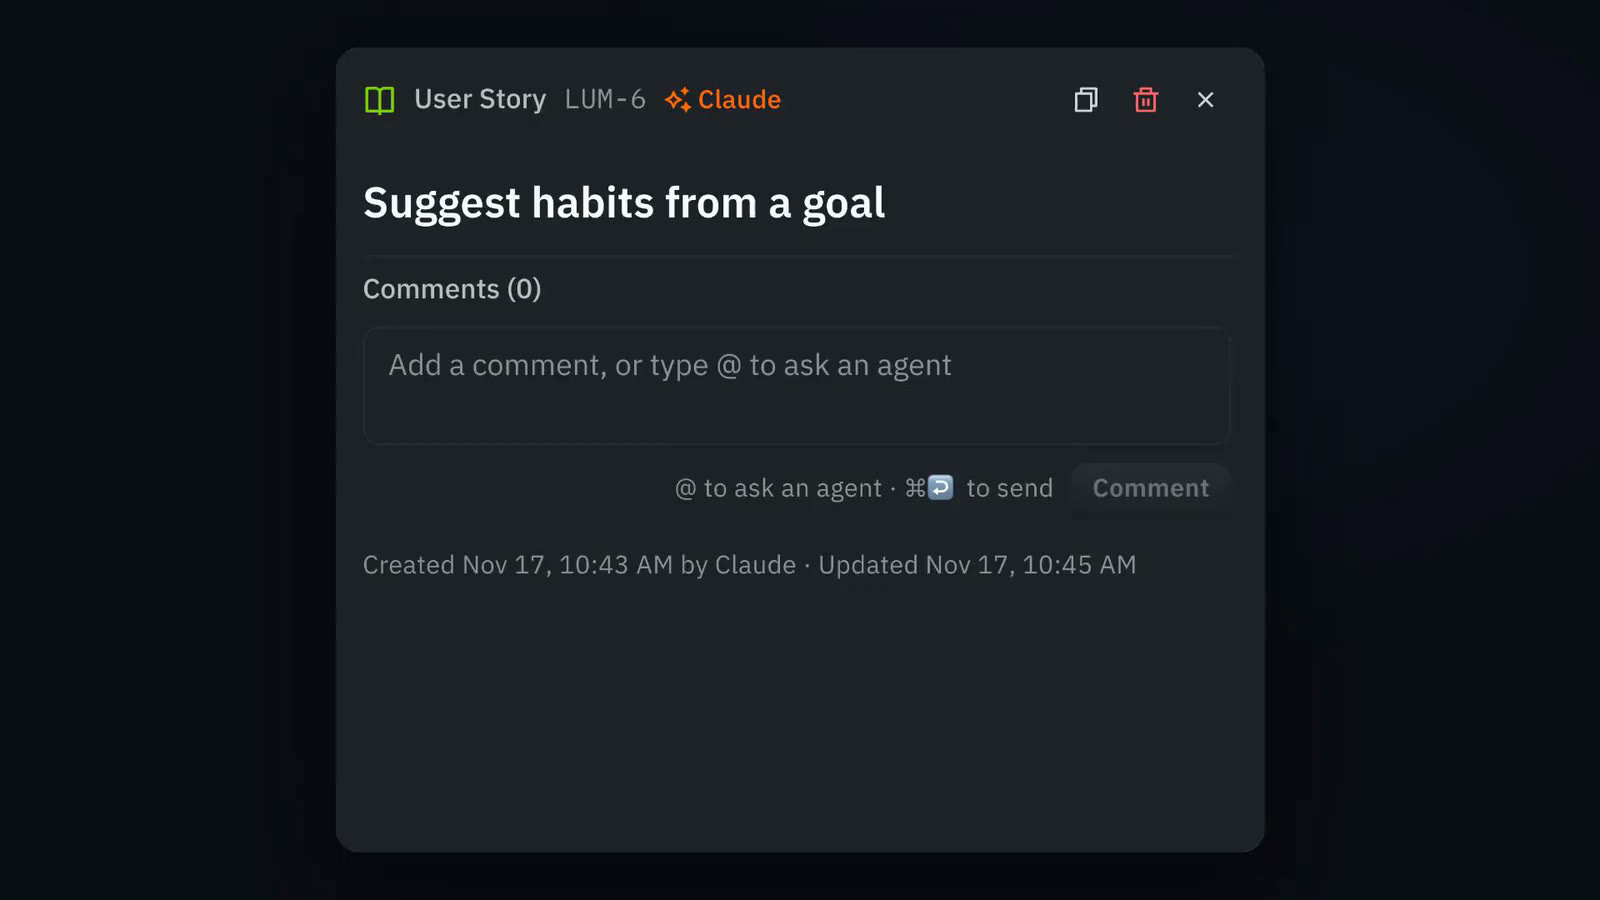 User Story LUM-6 Claude
Suggest habits from a goal
Comments (0)
Add a comment, or type @ to ask an agent
@ to ask an agent · ⌘↩️ to send Comment
Created Nov 17, 10:43 AM by Claude · Updated Nov 17, 10:45 AM